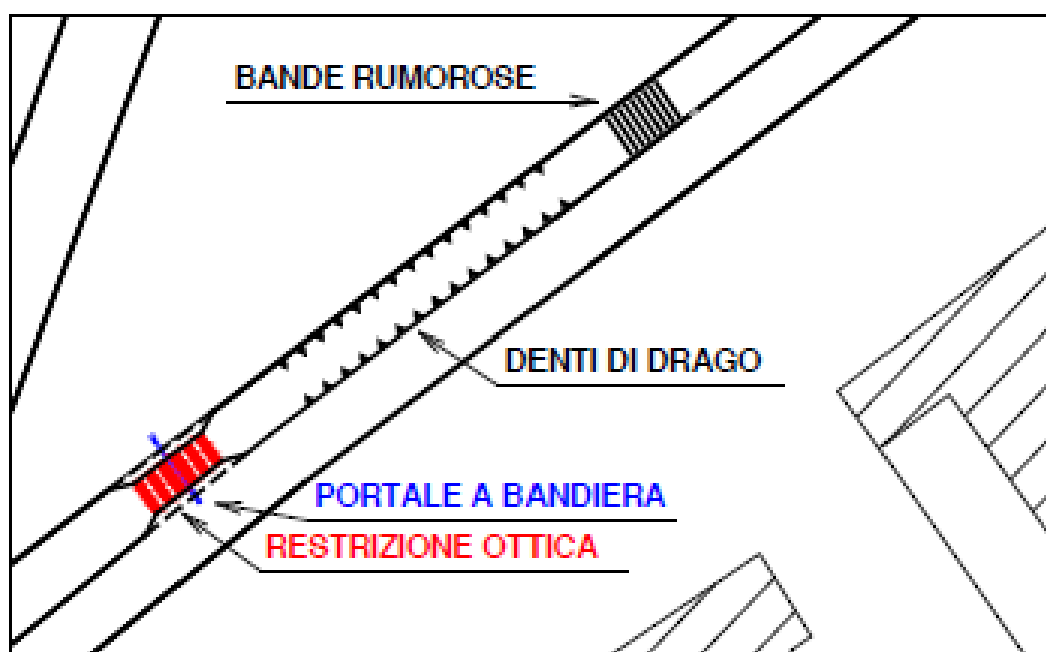 BANDE RUMOROSE
DENTI DI DRAGO
PORTALE A BANDIERA
RESTRIZIONE OTTICA